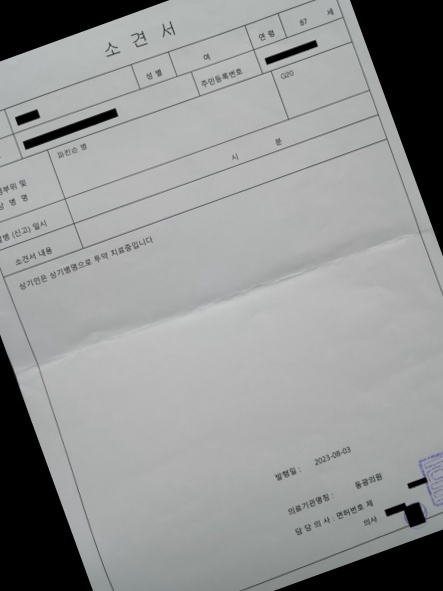 소견서
성 별 여 연 령 87 세
주민등록번호
파킨슨 병 G20
부위 및
상 병 명
시 분
(신고) 일시
소견서 내용
상기인은 상기병명으로 투약 치료중입니다
발행일 : 2023-08-03
의료기관명칭 : 동광의원
담 당 의 사 : 면허번호 제
의사